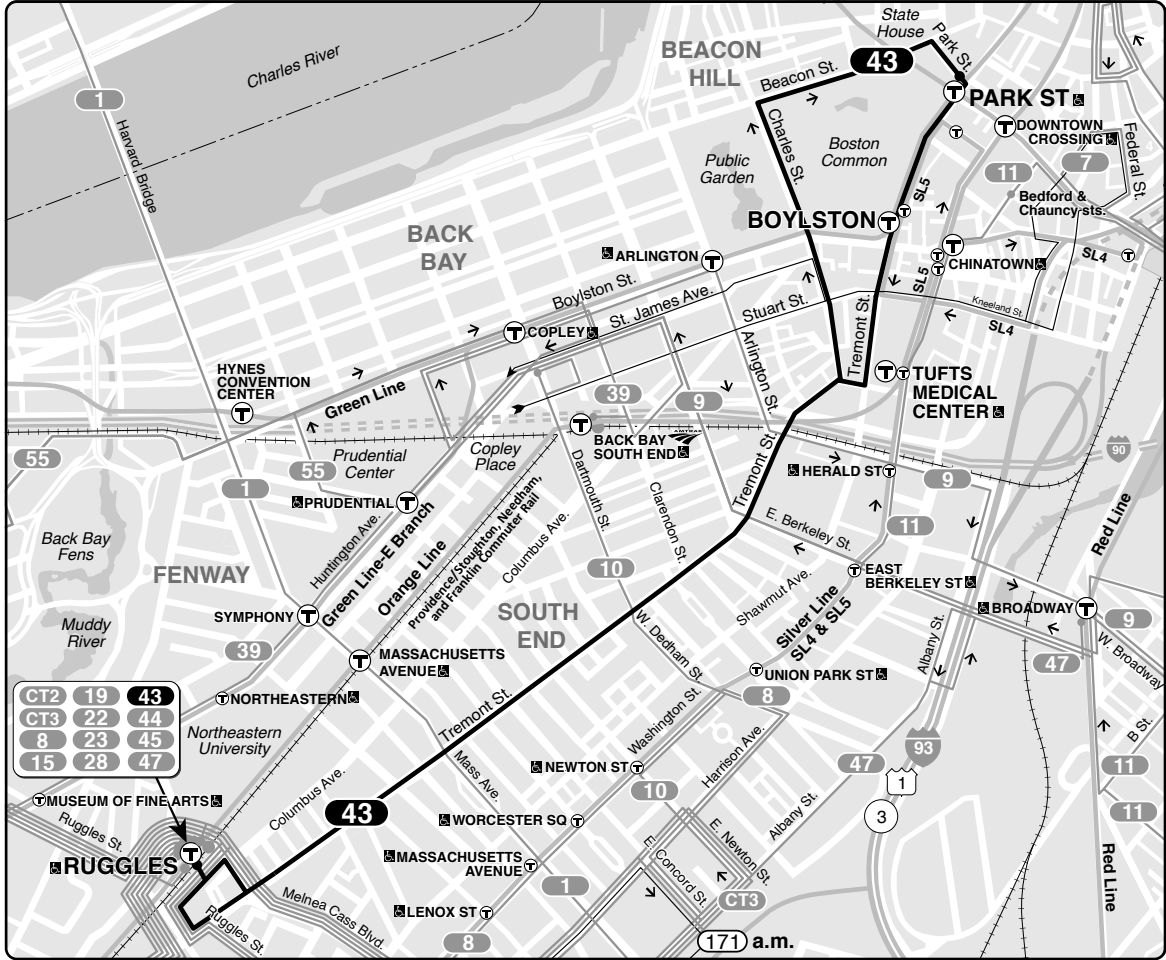 State
House
Park St.
BEACON
HILL
43
Charles River
Beacon St.
1
PARK ST
Harvard Bridge
Charles St.
Boston
Common
DOWNTOWN
CROSSING
Federal St.
Public
Garden
11
7
SL5
Bedford &
Chauncy sts.
BOYLSTON
BACK
BAY
ARLINGTON
CHINATOWN
SL4
SL5
Boylston St.
St. James Ave.
Stuart St.
Kneeland St.
SL4
COPLEY
Tremont St.
Arlington St.
HYNES
CONVENTION
CENTER
Green Line
TUFTS
MEDICAL
CENTER
39
9
AMTRAK
BACK BAY
SOUTH END
Copley
Place
Prudential
Center
55
55
90
Tremont St.
HERALD ST
9
1
PRUDENTIAL
Dartmouth St.
Clarendon St.
Huntington Ave.
Green Line-E Branch
Orange Line
Providence/Stoughton, Needham,
and Franklin Commuter Rail
Columbus Ave.
E. Berkeley St.
11
Red Line
Back Bay
Fens
FENWAY
10
EAST
BERKELEY ST
Shawmut Ave.
Silver Line
SL4 & SL5
SOUTH
END
BROADWAY
9
SYMPHONY
Muddy
River
W. Dedham St.
Albany St.
W. Broadway
39
MASSACHUSETTS
AVENUE
47
UNION PARK ST
8
CT2 19 43
CT3 22 44
8 23 45
15 28 47
NORTHEASTERN
Northeastern
University
Tremont St.
Washington St.
Harrison Ave.
B St.
93
1
3
47
11
Mass Ave.
NEWTON ST
10
Columbus Ave.
43
MUSEUM OF FINE ARTS
Ruggles St.
WORCESTER SQ
Albany St.
11
E. Newton St.
E. Concord St.
RUGGLES
MASSACHUSETTS
AVENUE
1
CT3
Red Line
Melnea Cass Blvd.
Ruggles St.
LENOX ST
8
171 a.m.